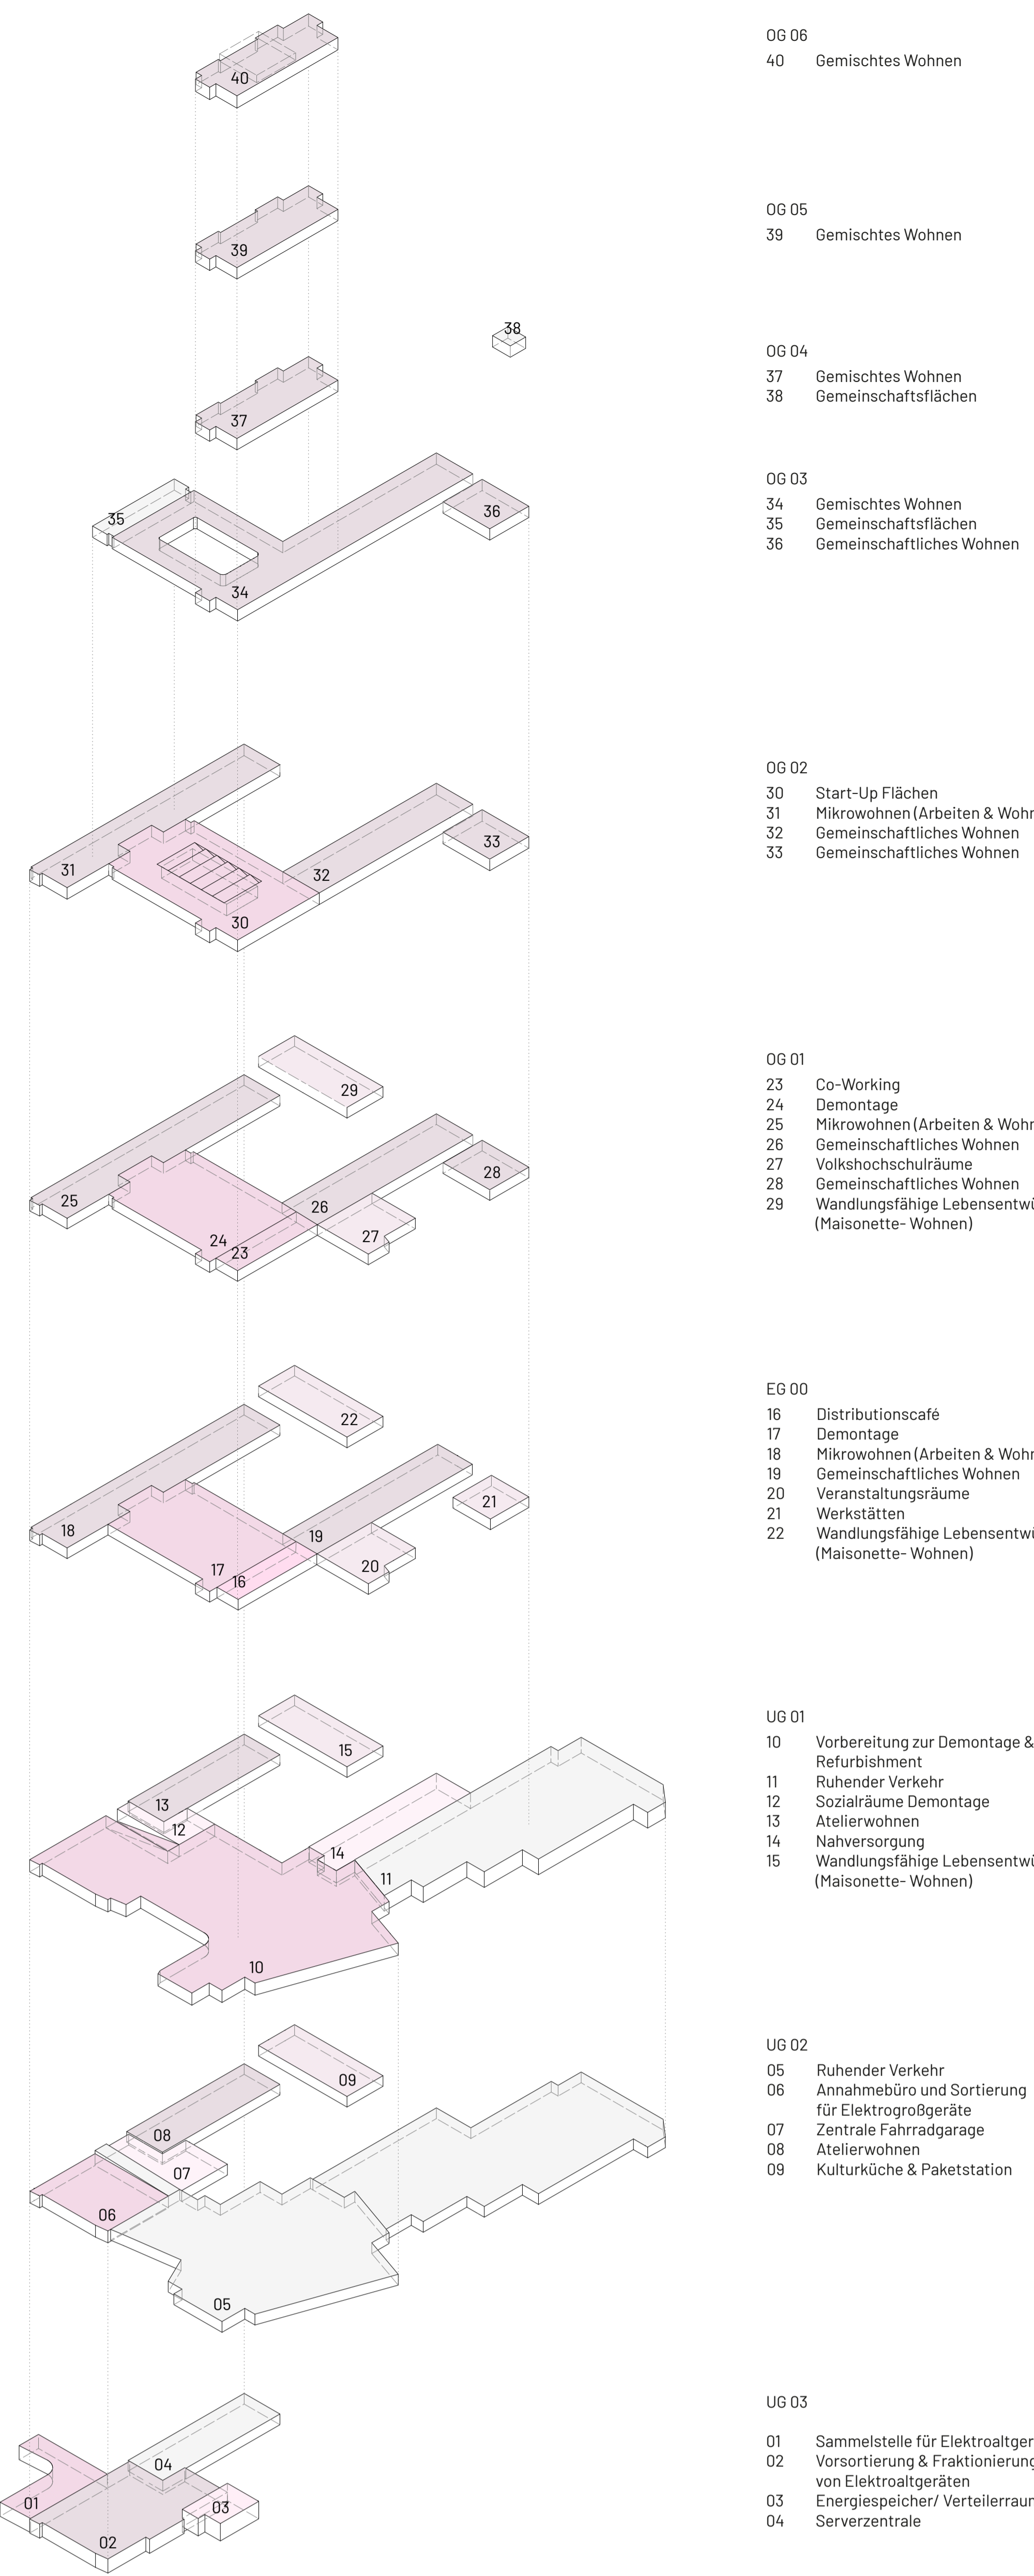 OG 06
40 Gemischtes Wohnen
40
OG 05
39 Gemischtes Wohnen
39
38
OG 04
37 Gemischtes Wohnen
38 Gemeinschaftsflächen
37
OG 03
34 Gemischtes Wohnen
35 Gemeinschaftsflächen
36 Gemeinschaftliches Wohnen
35
36
34
OG 02
30 Start-Up Flächen
31 Mikrowohnen (Arbeiten & Wohn
32 Gemeinschaftliches Wohnen
33 Gemeinschaftliches Wohnen
33
31
32
30
OG 01
23 Co-Working
24 Demontage
25 Mikrowohnen (Arbeiten & Wohn
26 Gemeinschaftliches Wohnen
27 Volkshochschulräume
28 Gemeinschaftliches Wohnen
29 Wandlungsfähige Lebensentwü
(Maisonette- Wohnen)
29
28
25
26
27
24
23
EG 00
16 Distributionscafé
17 Demontage
18 Mikrowohnen (Arbeiten & Wohn
19 Gemeinschaftliches Wohnen
20 Veranstaltungsräume
21 Werkstätten
22 Wandlungsfähige Lebensentwü
(Maisonette- Wohnen)
22
21
18
19
20
17
16
UG 01
10 Vorbereitung zur Demontage &
Refurbishment
11 Ruhender Verkehr
12 Sozialräume Demontage
13 Atelierwohnen
14 Nahversorgung
15 Wandlungsfähige Lebensentwü
(Maisonette- Wohnen)
15
13
12
14
11
10
UG 02
05 Ruhender Verkehr
06 Annahmebüro und Sortierung
für Elektrogroßgeräte
07 Zentrale Fahrradgarage
08 Atelierwohnen
09 Kulturküche & Paketstation
09
08
07
06
05
UG 03
01 Sammelstelle für Elektroaltger
02 Vorsortierung & Fraktionierung
von Elektroaltgeräten
03 Energiespeicher/ Verteilerraum
04 Serverzentrale
04
01
03
02